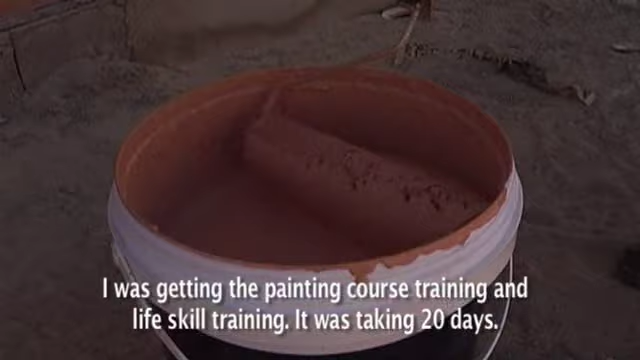 I was getting the painting course training and
life skill training. It was taking 20 days.